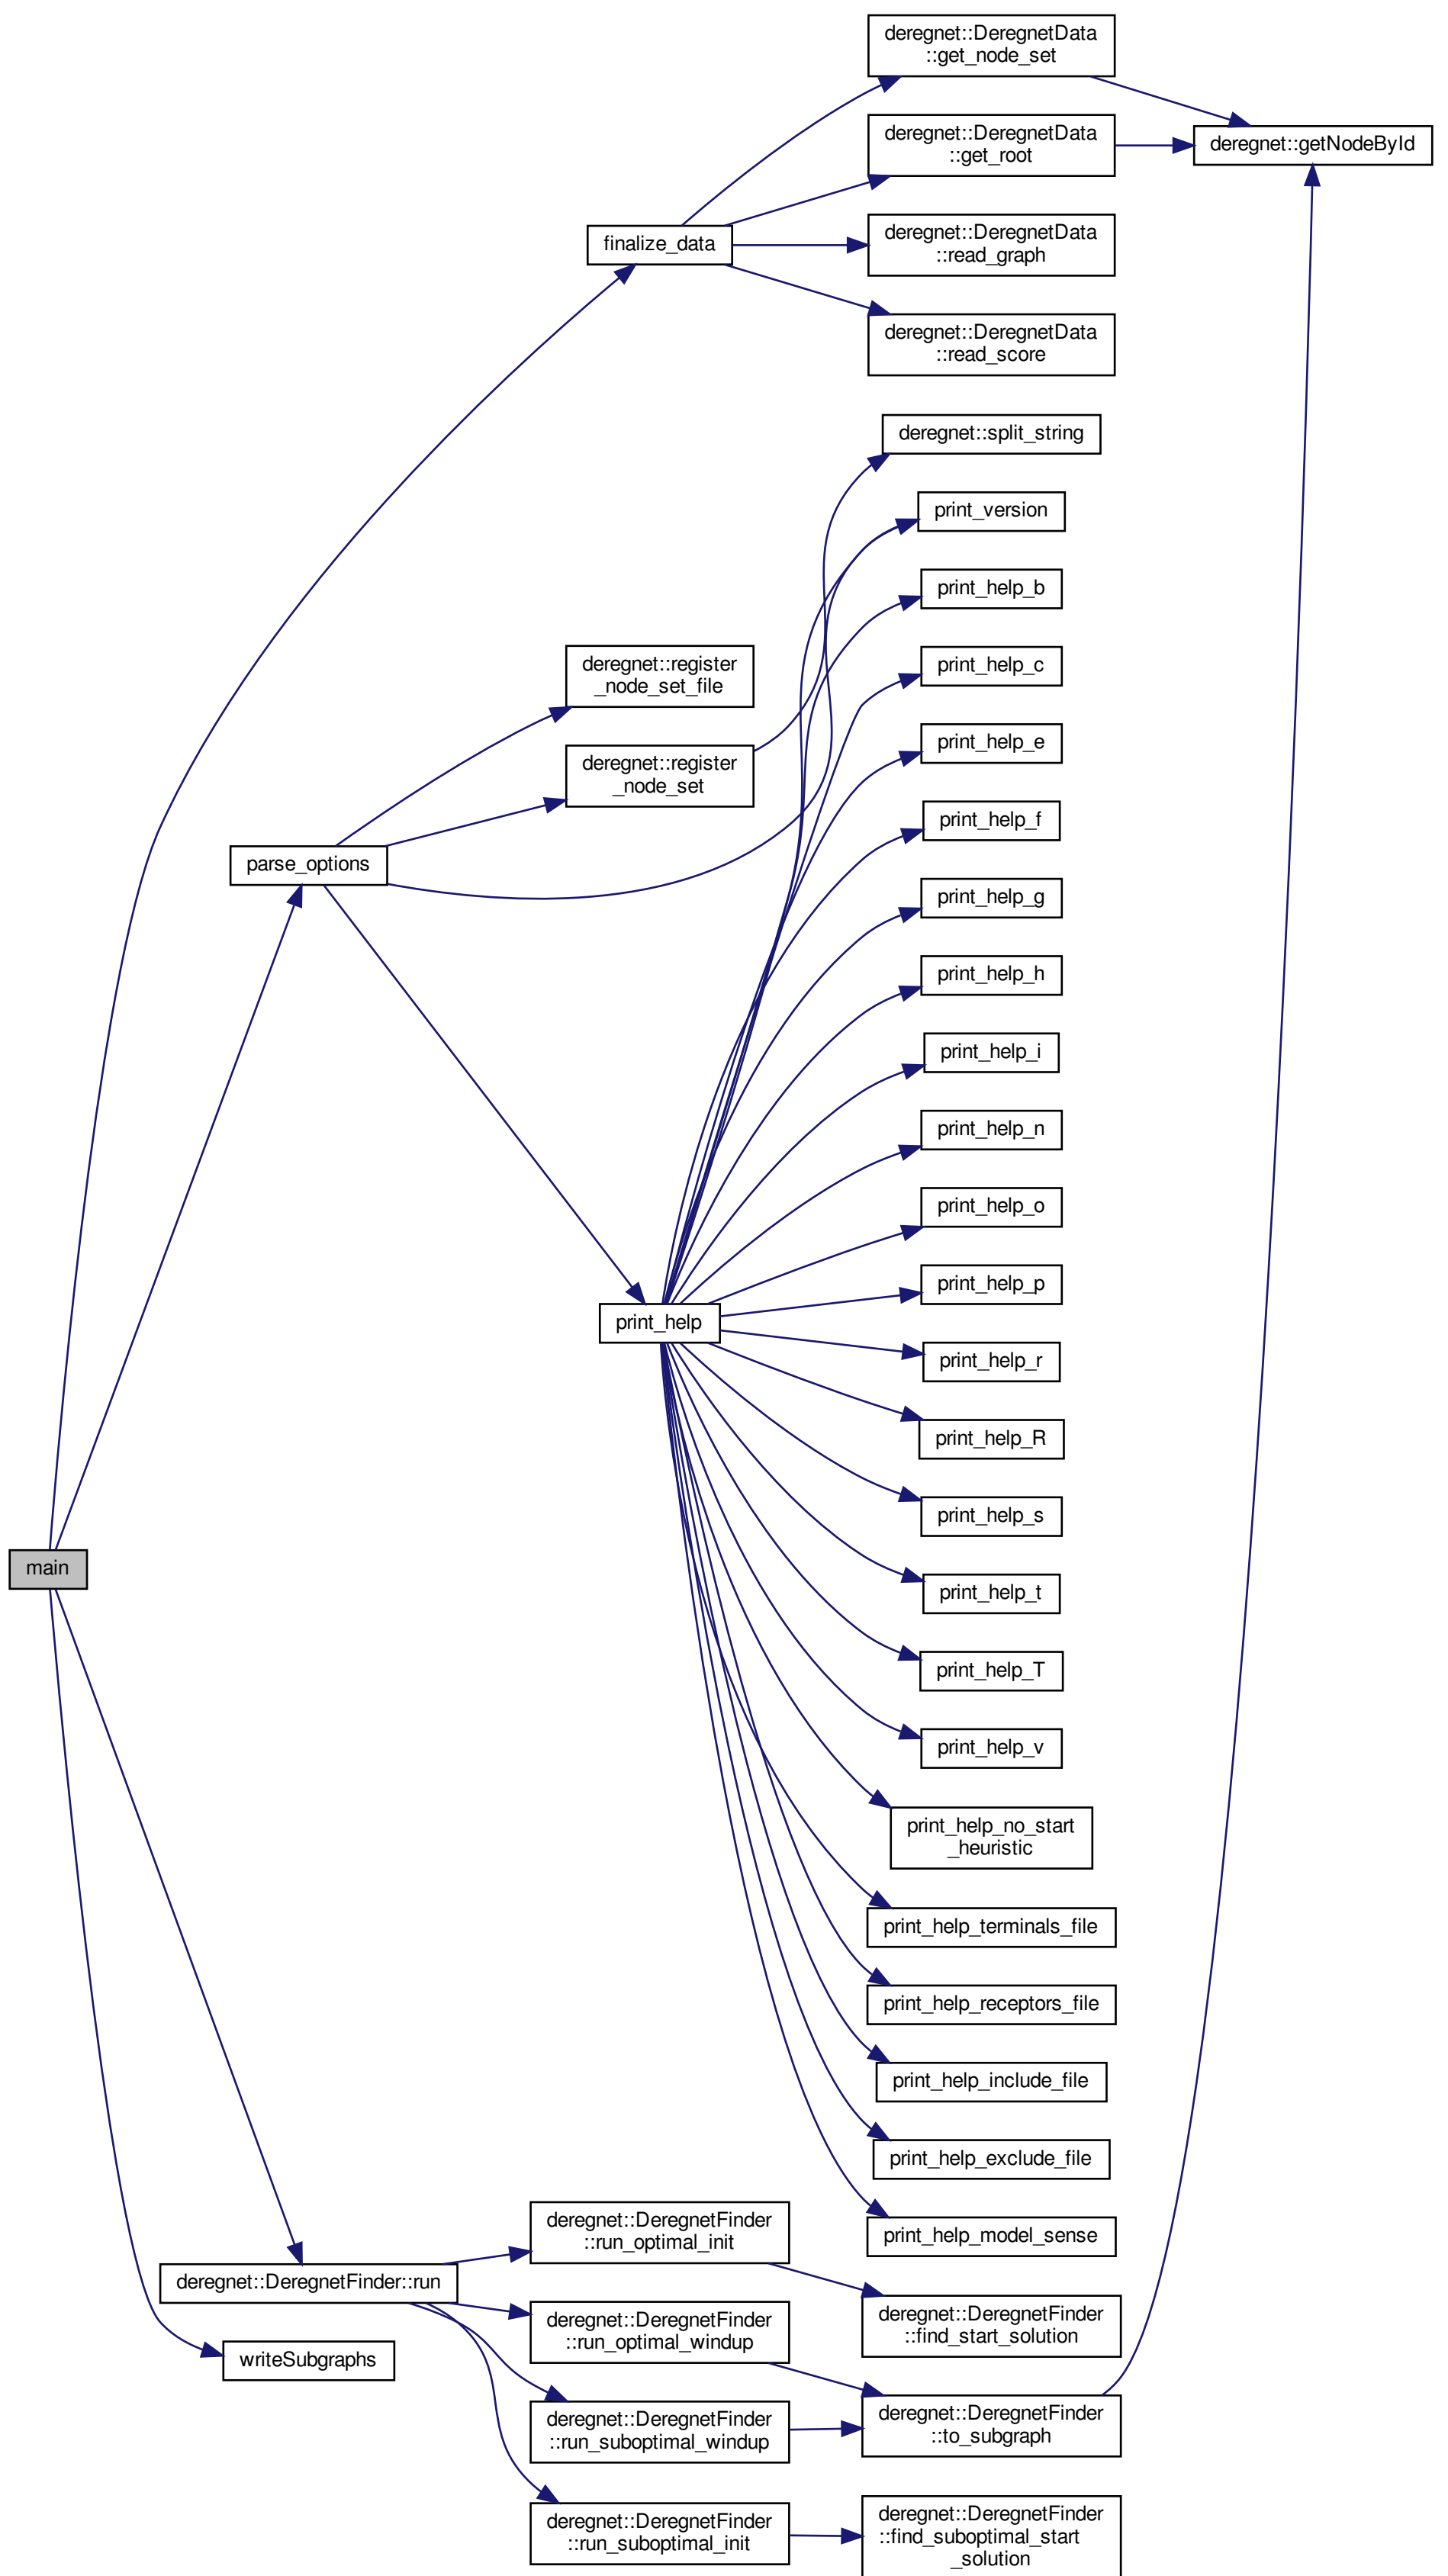 deregnet::DeregnetData
::get_node_set
deregnet::DeregnetData
::get_root
deregnet::getNodeById
finalize_data
deregnet::DeregnetData
::read_graph
deregnet::DeregnetData
::read_score
deregnet::split_string
print_version
print_help_b
deregnet::register
_node_set_file
print_help_c
deregnet::register
_node_set
print_help_e
print_help_f
parse_options
print_help_g
print_help_h
print_help_i
print_help_n
print_help_o
print_help_p
print_help
print_help_r
print_help_R
print_help_s
main
print_help_t
print_help_T
print_help_v
print_help_no_start
_heuristic
print_help_terminals_file
print_help_receptors_file
print_help_include_file
print_help_exclude_file
print_help_model_sense
deregnet::DeregnetFinder
::run_optimal_init
deregnet::DeregnetFinder::run
deregnet::DeregnetFinder
::find_start_solution
deregnet::DeregnetFinder
::run_optimal_windup
writeSubgraphs
deregnet::DeregnetFinder
::run_suboptimal_windup
deregnet::DeregnetFinder
::to_subgraph
deregnet::DeregnetFinder
::run_suboptimal_init
deregnet::DeregnetFinder
::find_suboptimal_start
_solution